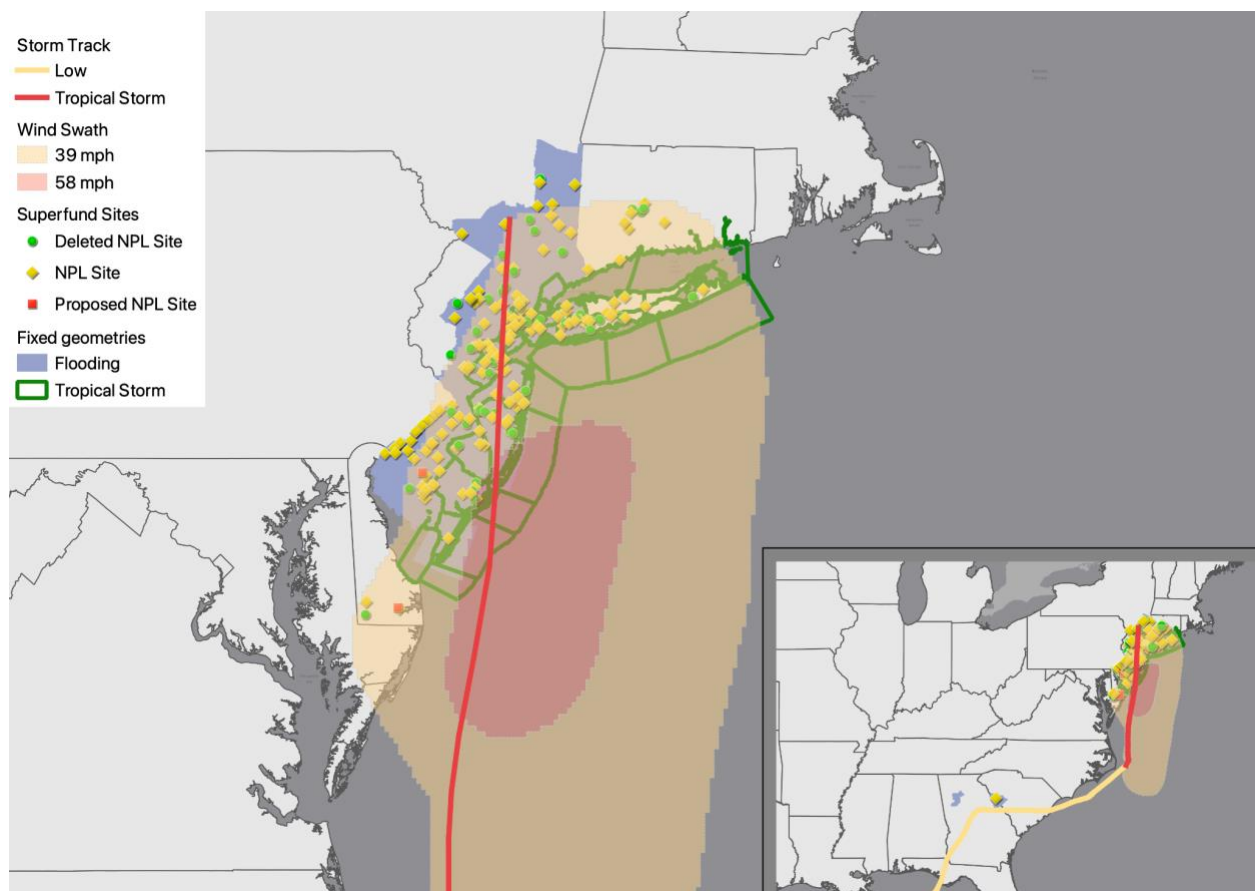 Storm Track
Low
Tropical Storm
Wind Swath
39 mph
58 mph
Superfund Sites
Deleted NPL Site
NPL Site
Proposed NPL Site
Fixed geometries
Flooding
Tropical Storm